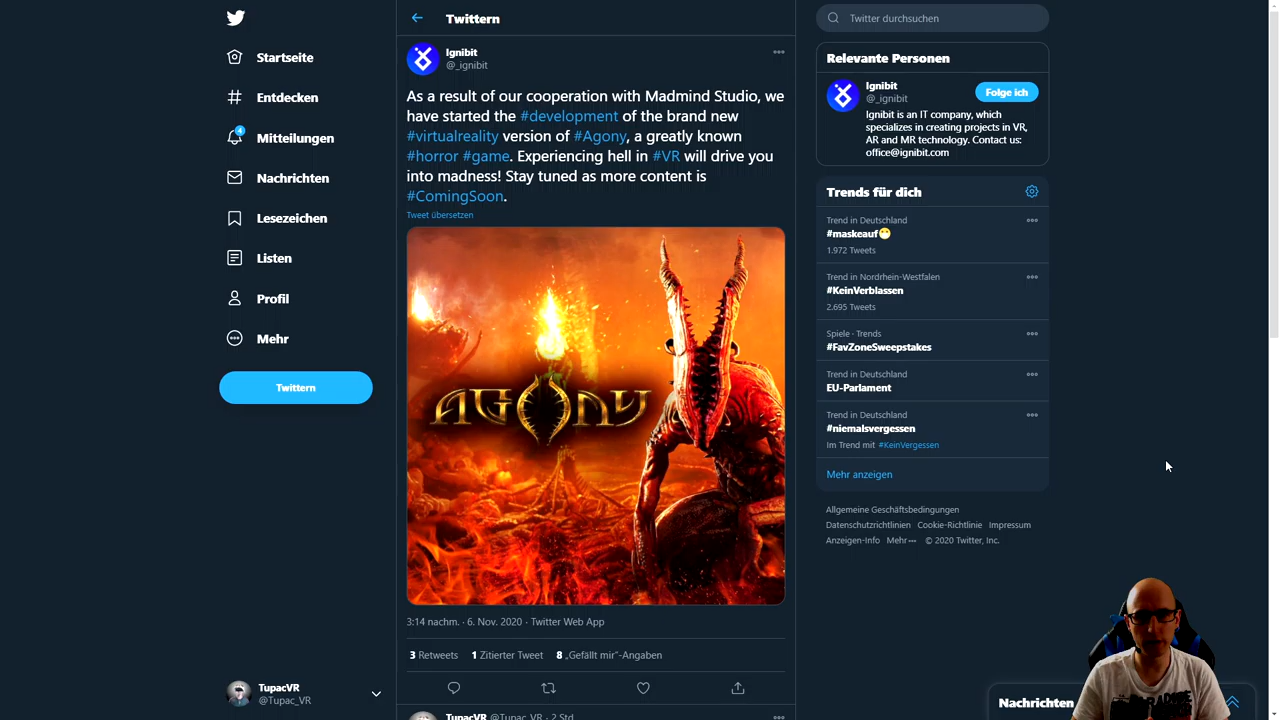 Startseite
Entdecken
4
Mitteilungen
Nachrichten
Lesezeichen
Listen
Profil
Mehr
Twittern
TupacVR
@Tupac_VR
Twittern
Ignibit
@_ignibit
As a result of our cooperation with Madmind Studio, we
have started the #development of the brand new
#virtualreality version of #Agony, a greatly known
#horror #game. Experiencing hell in #VR will drive you
into madness! Stay tuned as more content is
#ComingSoon.
Tweet übersetzen
AGONY
3:14 nachm. · 6. Nov. 2020 · Twitter Web App
3 Retweets 1 Zitierter Tweet 8 „Gefällt mir“-Angaben
TupacVR @Tupac_VR · 2 Std.
Twitter durchsuchen
Relevante Personen
Ignibit
@_ignibit
Folge ich
Ignibit is an IT company, which
specializes in creating projects in VR,
AR and MR technology. Contact us:
office@ignibit.com
Trends für dich
Trend in Deutschland
#maskeauf😷
1.972 Tweets
Trend in Nordrhein-Westfalen
#KeinVerblassen
2.695 Tweets
Spiele · Trends
#FavZoneSweepstakes
Trend in Deutschland
EU-Parlament
Trend in Deutschland
#niemalsvergessen
Im Trend mit #KeinVergessen
Mehr anzeigen
Allgemeine Geschäftsbedingungen
Datenschutzrichtlinien Cookie-Richtlinie Impressum
Anzeigen-Info Mehr··· © 2020 Twitter, Inc.
Nachrichten